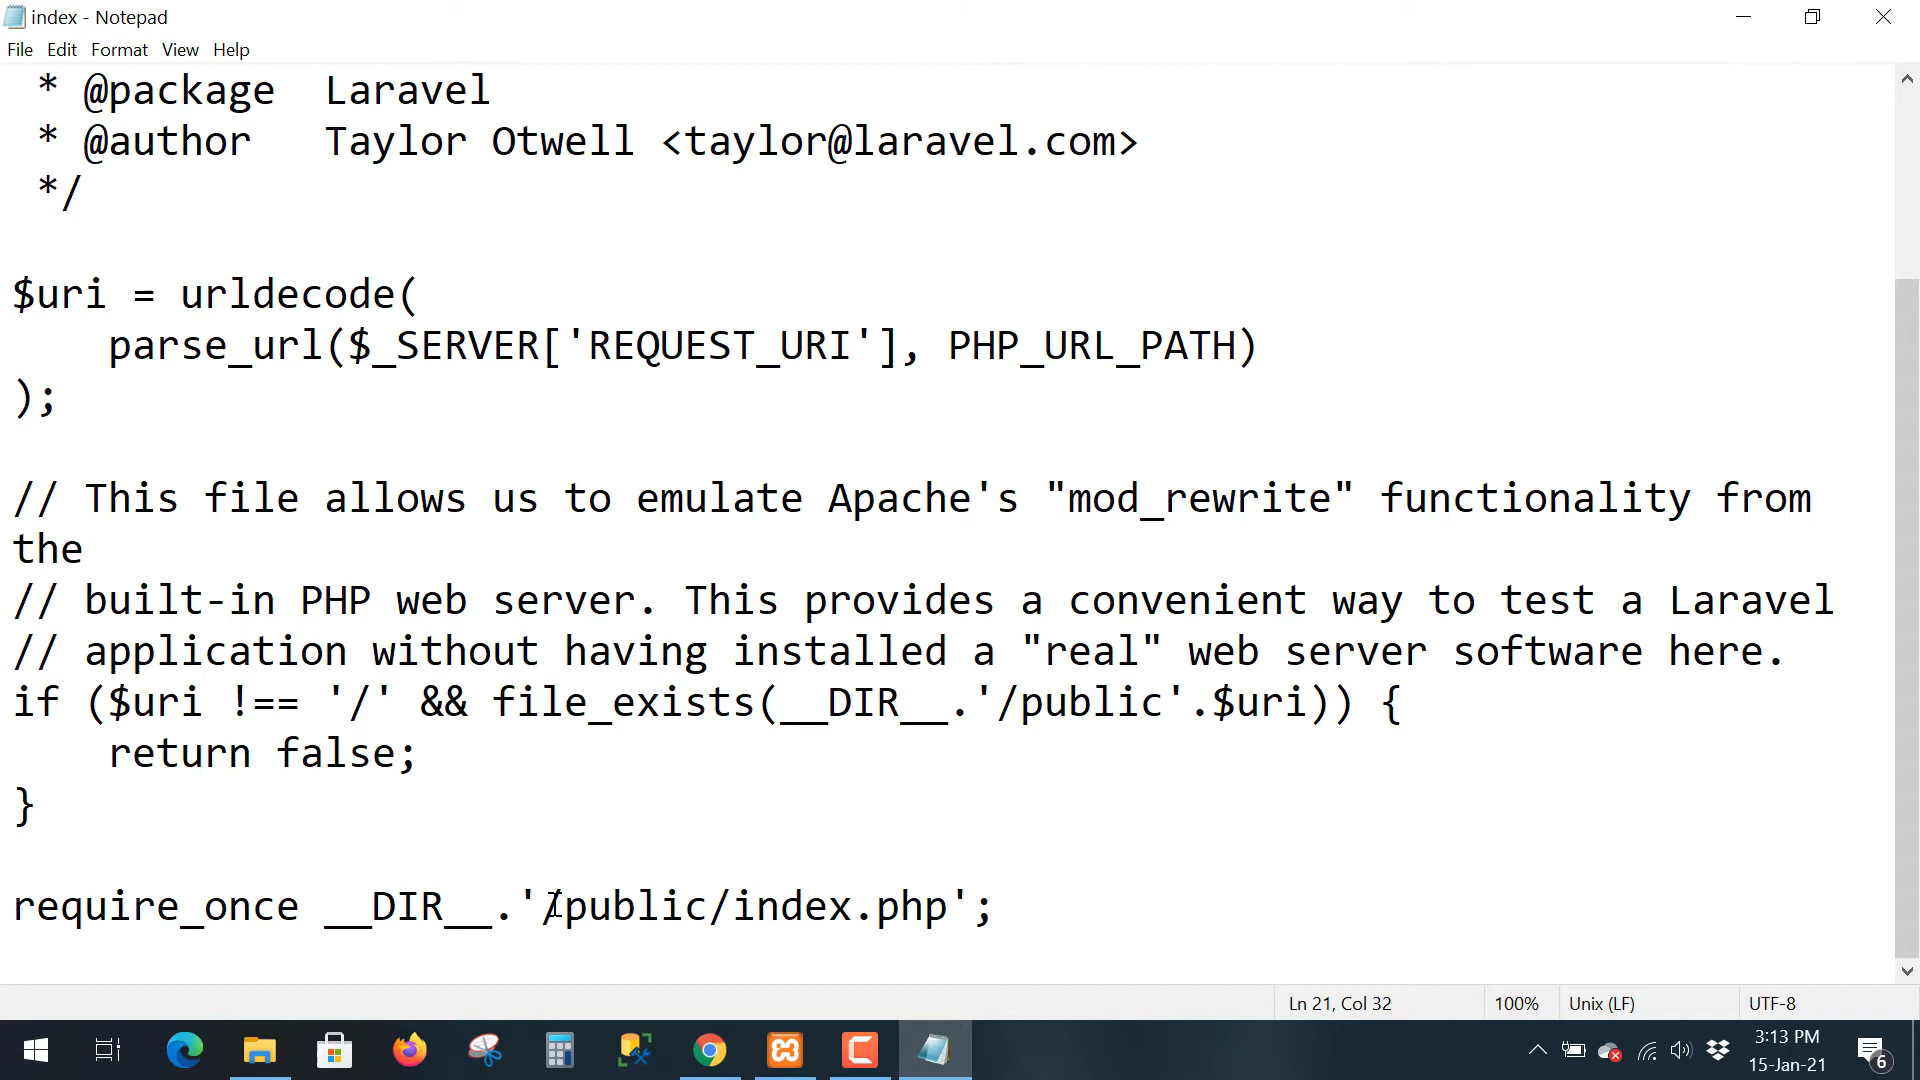 index - Notepad
File Edit Format View Help
 * @package  Laravel
 * @author   Taylor Otwell <taylor@laravel.com>
 */
$uri = urldecode(
    parse_url($_SERVER['REQUEST_URI'], PHP_URL_PATH)
);
// This file allows us to emulate Apache's "mod_rewrite" functionality from
the
// built-in PHP web server. This provides a convenient way to test a Laravel
// application without having installed a "real" web server software here.
if ($uri !== '/' && file_exists(__DIR__.'/public'.$uri)) {
    return false;
}
require_once __DIR__.'/public/index.php';
Ln 21, Col 32 100% Unix (LF) UTF-8
3:13 PM
15-Jan-21
6